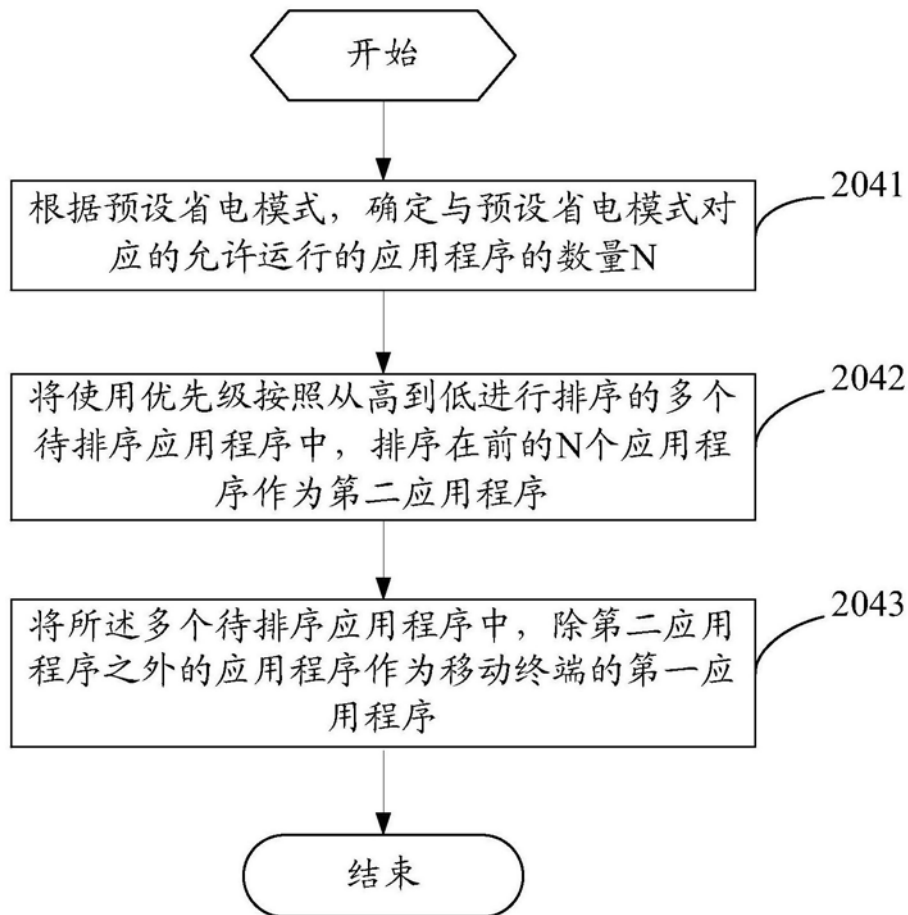 开始
根据预设省电模式，确定与预设省电模式对
应的允许运行的应用程序的数量N
2041
将使用优先级按照从高到低进行排序的多个
待排序应用程序中，排序在前的N个应用程
序作为第二应用程序
2042
将所述多个待排序应用程序中，除第二应用
程序之外的应用程序作为移动终端的第一应
用程序
2043
结束